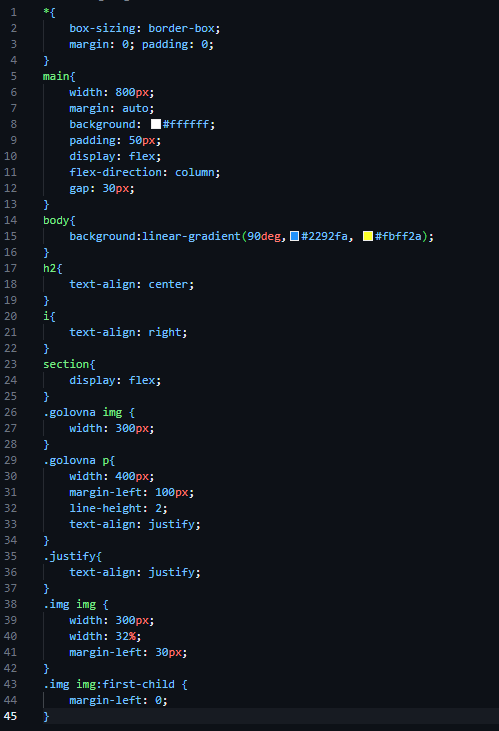 1 *{
2 box-sizing: border-box;
3 margin: 0; padding: 0;
4 }
5 main{
6 width: 800px;
7 margin: auto;
8 background: #ffffff;
9 padding: 50px;
10 display: flex;
11 flex-direction: column;
12 gap: 30px;
13 }
14 body{
15 background:linear-gradient(90deg,#2292fa, #fbff2a);
16 }
17 h2{
18 text-align: center;
19 }
20 i{
21 text-align: right;
22 }
23 section{
24 display: flex;
25 }
26 .golovna img {
27 width: 300px;
28 }
29 .golovna p{
30 width: 400px;
31 margin-left: 100px;
32 line-height: 2;
33 text-align: justify;
34 }
35 .justify{
36 text-align: justify;
37 }
38 .img img {
39 width: 300px;
40 width: 32%;
41 margin-left: 30px;
42 }
43 .img img:first-child {
44 margin-left: 0;
45 }